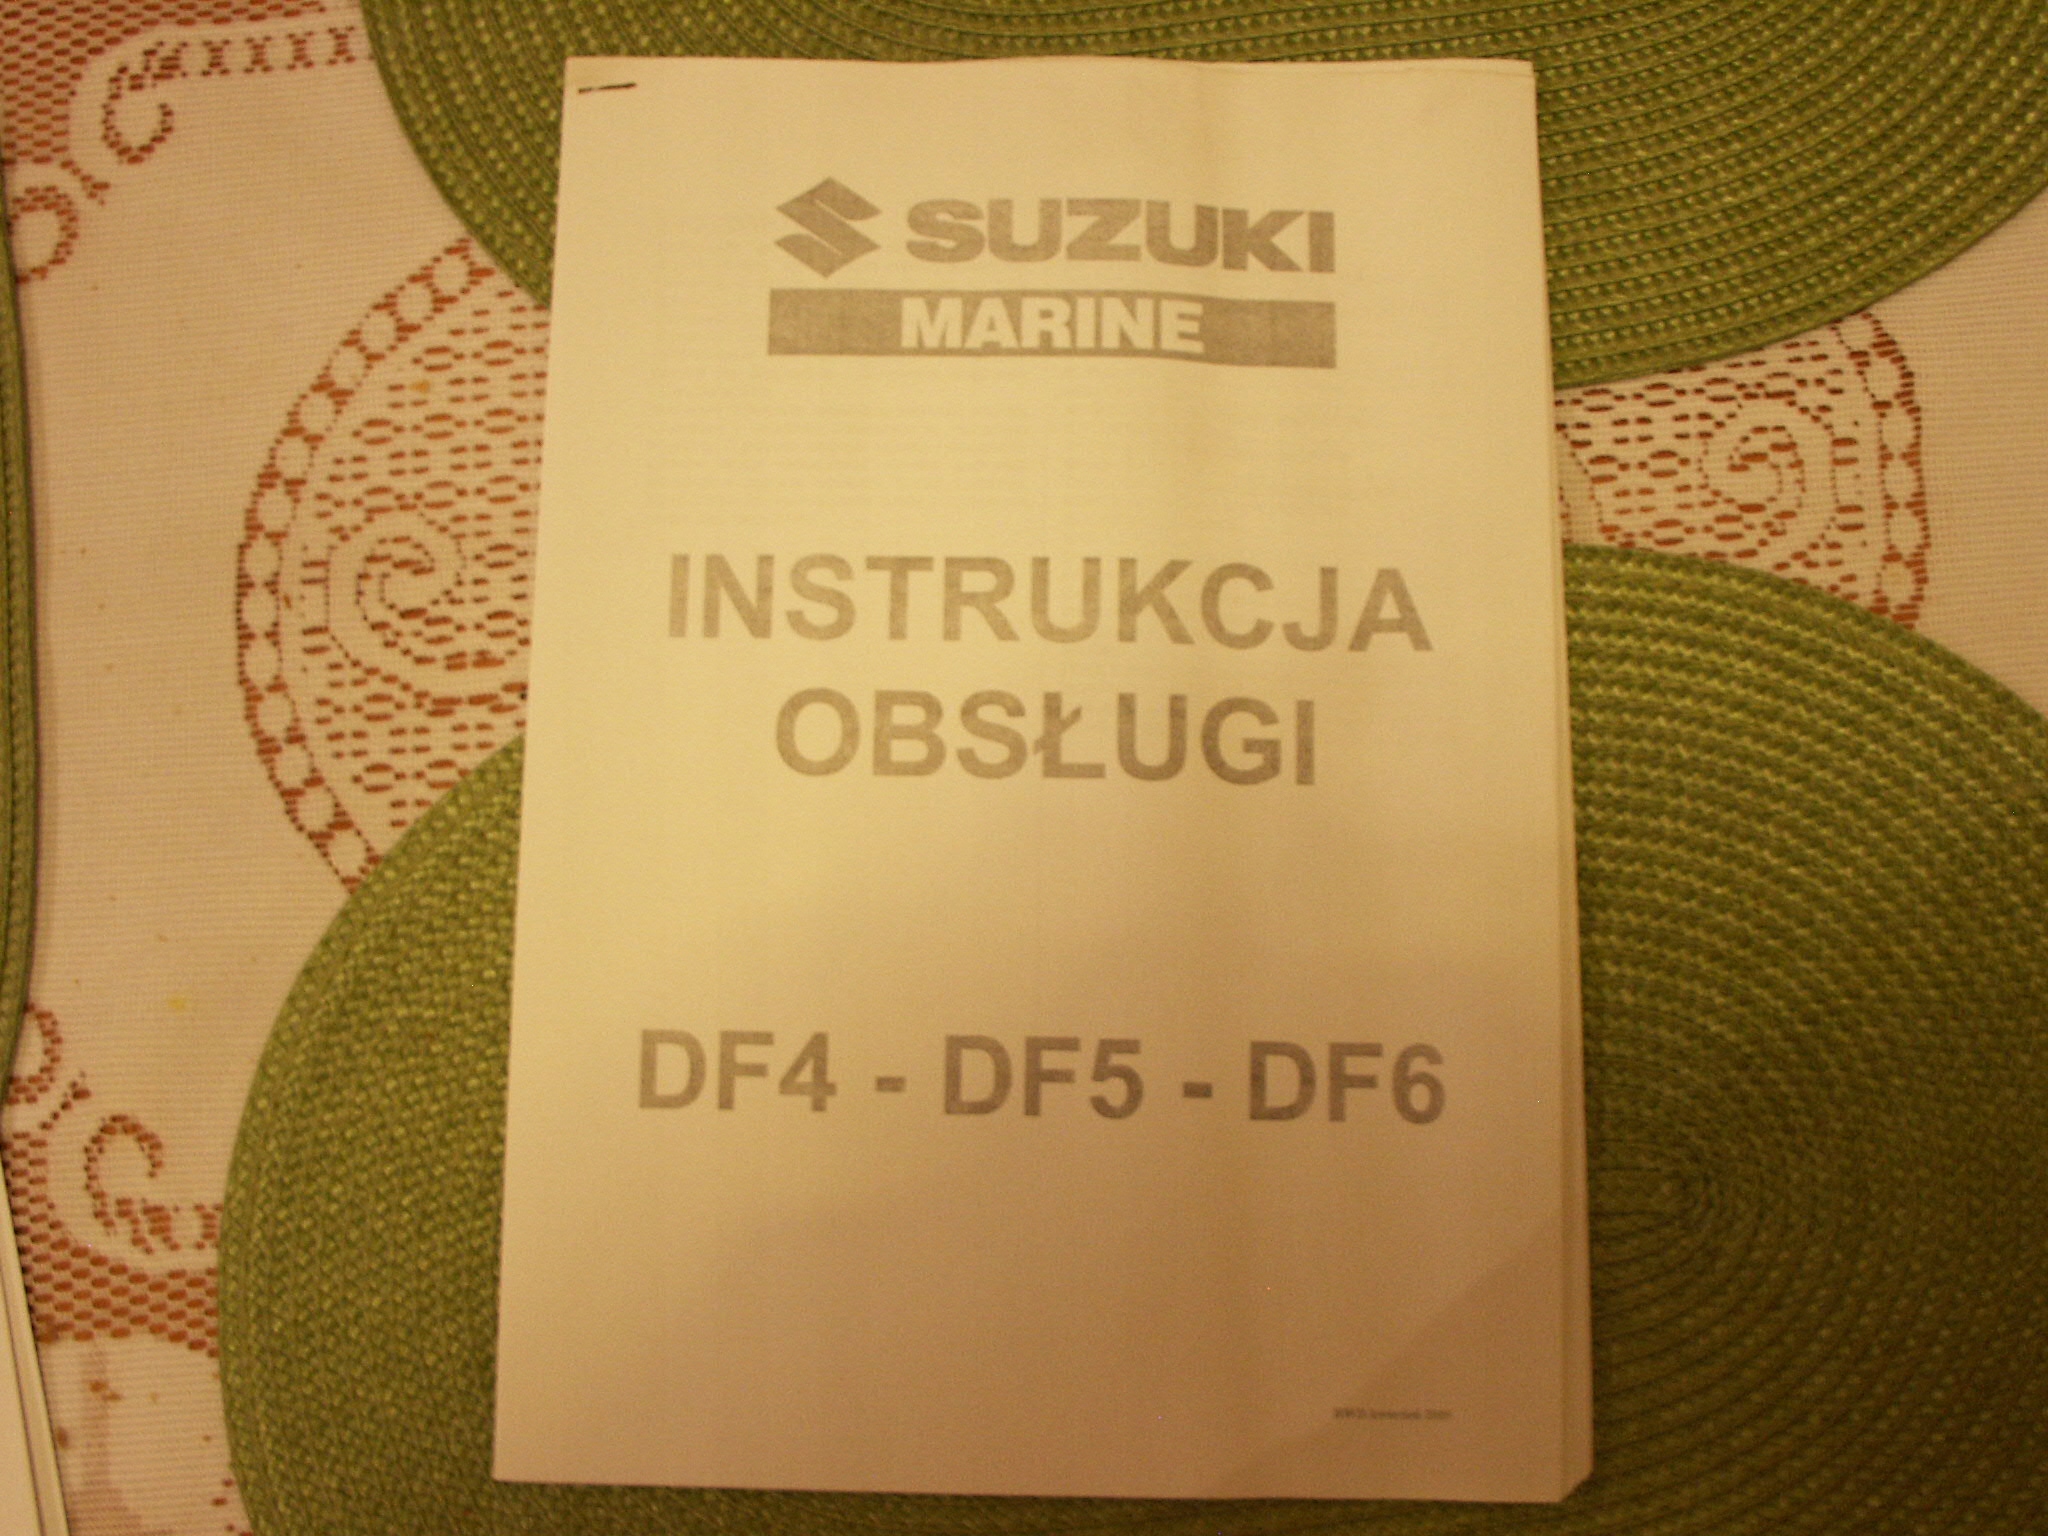 SUZUKI
MARINE
INSTRUKCJA
OBSŁUGI
DF4 - DF5 - DF6